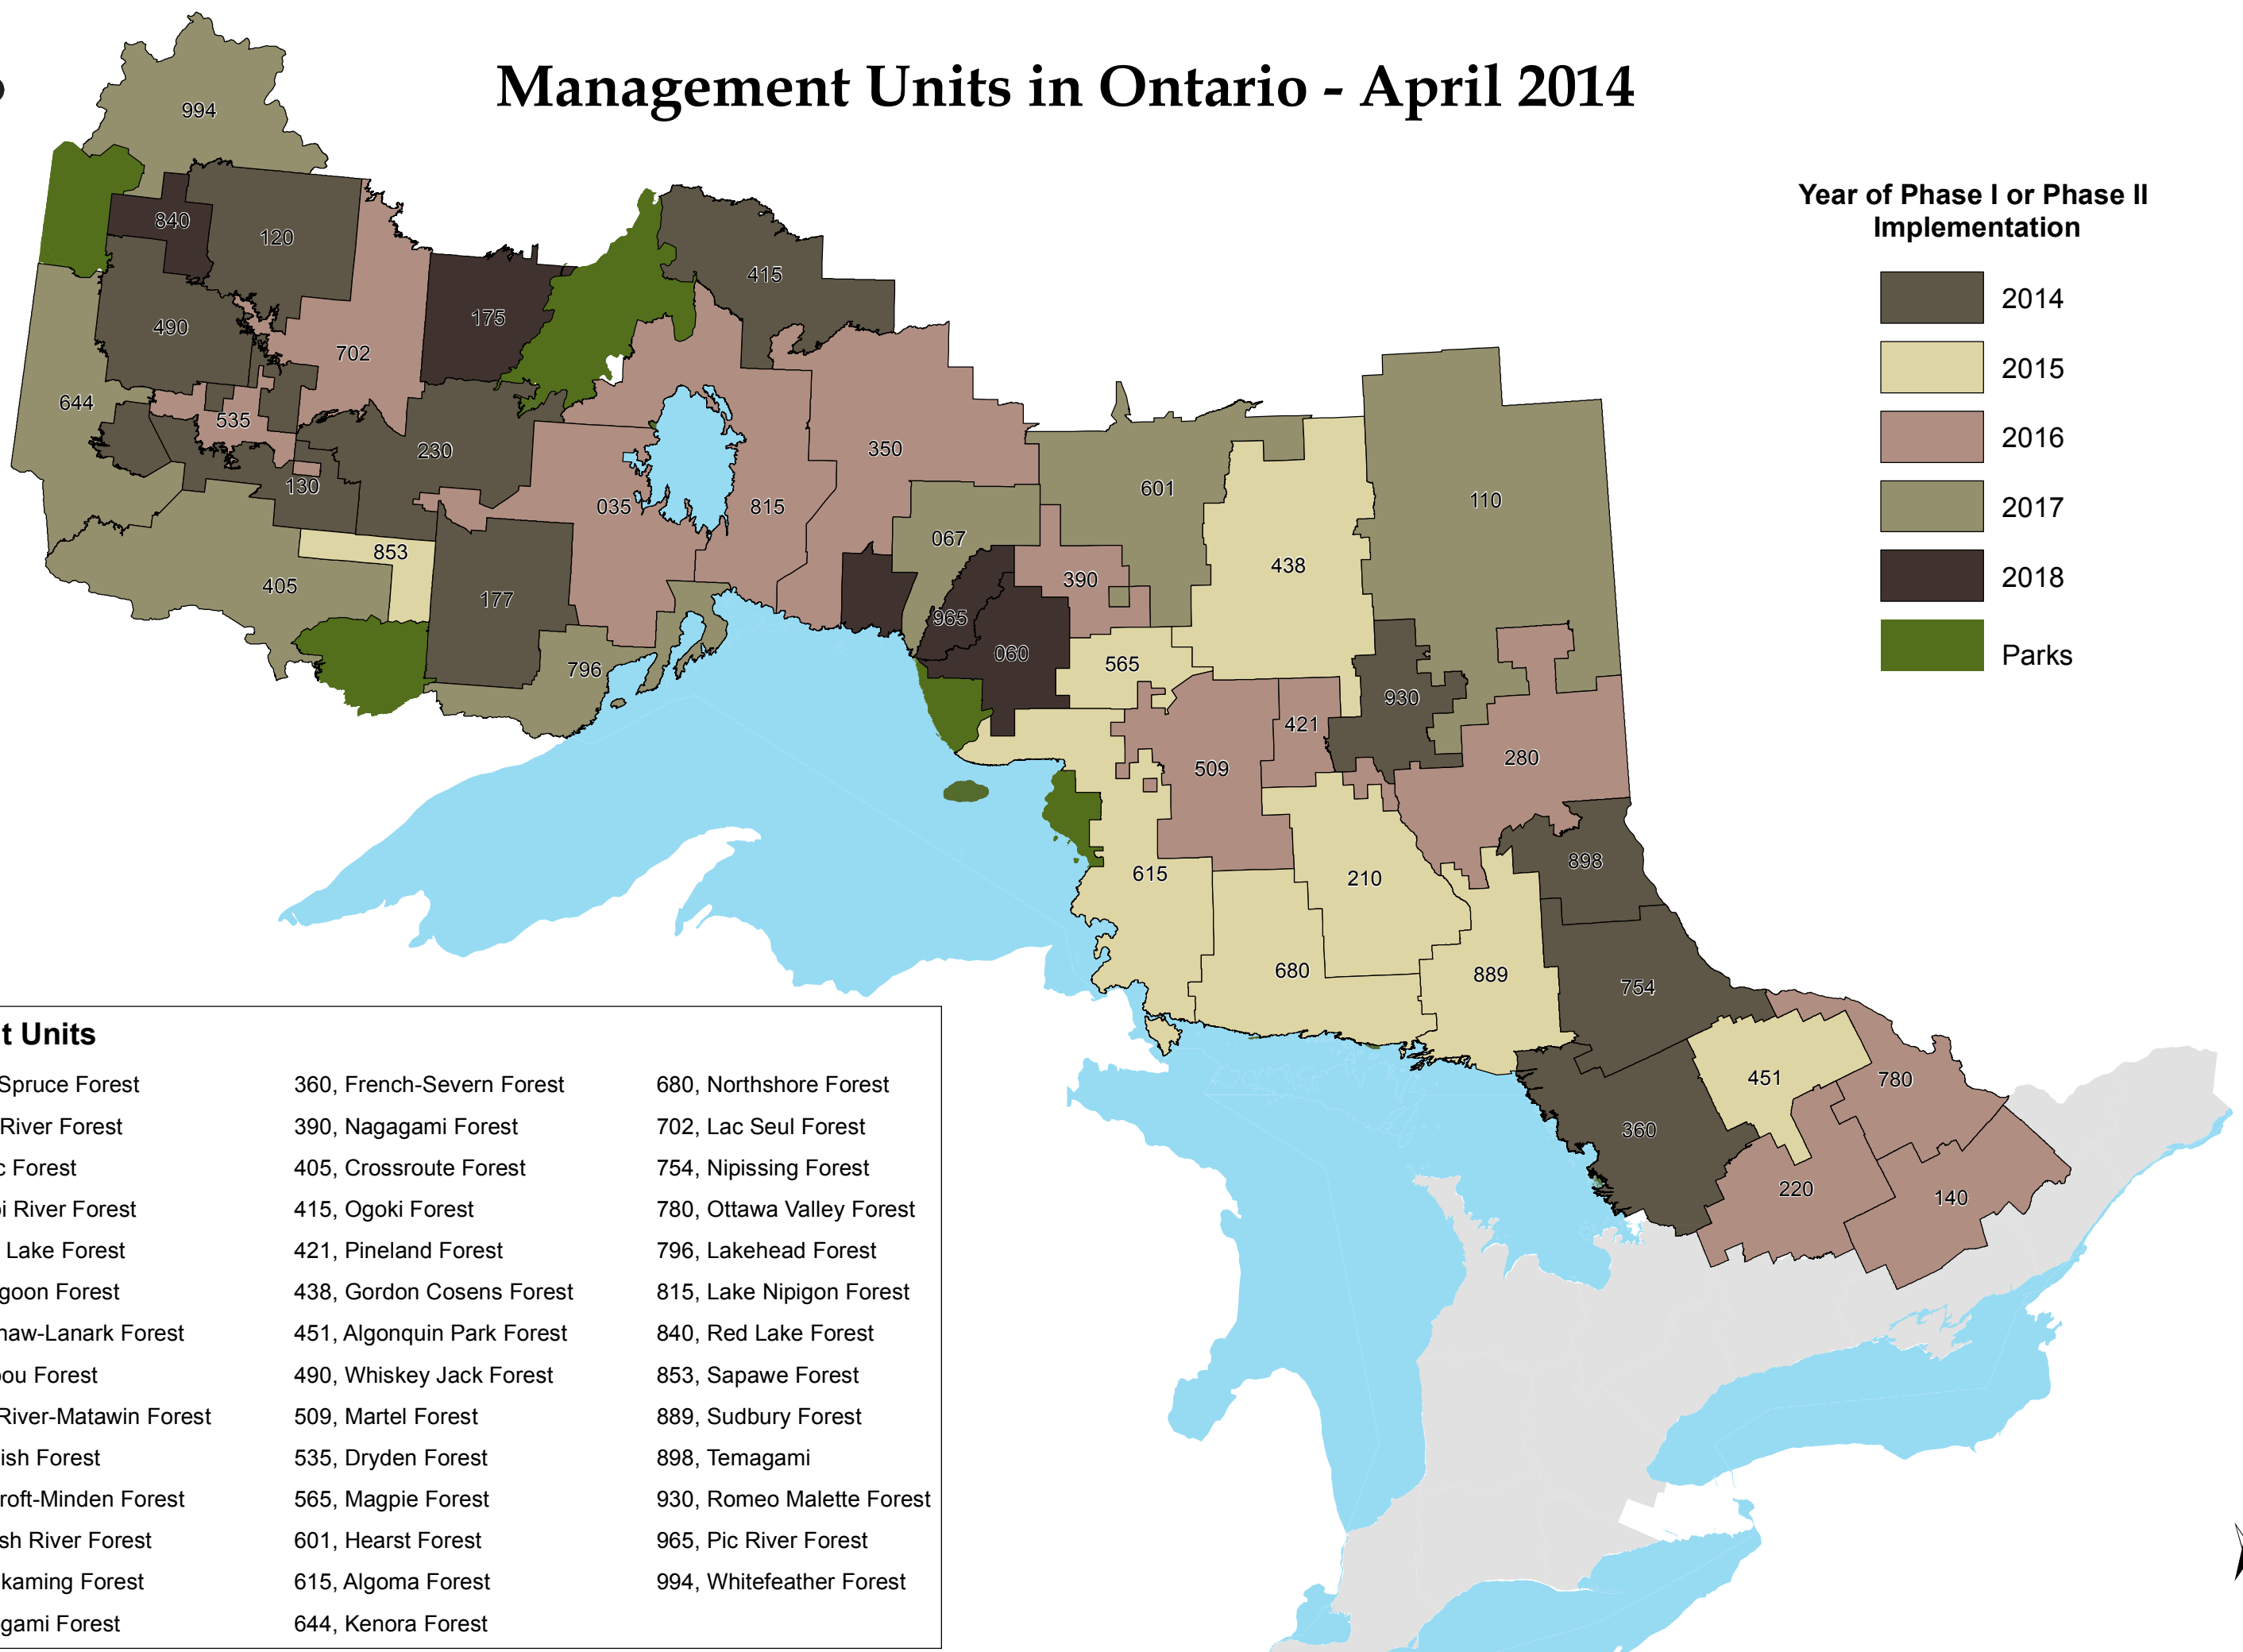 Management Units in Ontario - April 2014
Year of Phase I or Phase II
Implementation
2014
2015
2016
2017
2018
Parks
994
840
120
415
175
490
702
644
535
230
350
130
035
815
601
110
067
438
853
405
177
390
965
060
565
796
930
421
280
509
898
615
210
680
889
754
451
780
360
220
140
t Units
Spruce Forest
River Forest
c Forest
i River Forest
Lake Forest
goon Forest
naw-Lanark Forest
ou Forest
River-Matawin Forest
ish Forest
roft-Minden Forest
sh River Forest
kaming Forest
gami Forest
360, French-Severn Forest
390, Nagagami Forest
405, Crossroute Forest
415, Ogoki Forest
421, Pineland Forest
438, Gordon Cosens Forest
451, Algonquin Park Forest
490, Whiskey Jack Forest
509, Martel Forest
535, Dryden Forest
565, Magpie Forest
601, Hearst Forest
615, Algoma Forest
644, Kenora Forest
680, Northshore Forest
702, Lac Seul Forest
754, Nipissing Forest
780, Ottawa Valley Forest
796, Lakehead Forest
815, Lake Nipigon Forest
840, Red Lake Forest
853, Sapawe Forest
889, Sudbury Forest
898, Temagami
930, Romeo Malette Forest
965, Pic River Forest
994, Whitefeather Forest